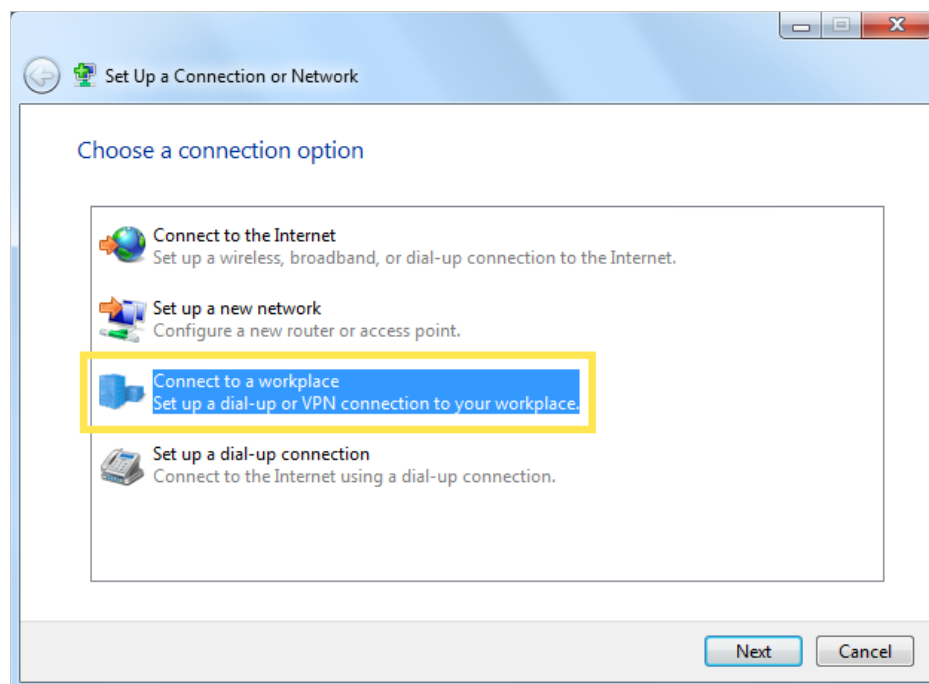 Set Up a Connection or Network
Choose a connection option
Connect to the Internet
Set up a wireless, broadband, or dial-up connection to the Internet.
Set up a new network
Configure a new router or access point.
Connect to a workplace
Set up a dial-up or VPN connection to your workplace.
Set up a dial-up connection
Connect to the Internet using a dial-up connection.
Next Cancel